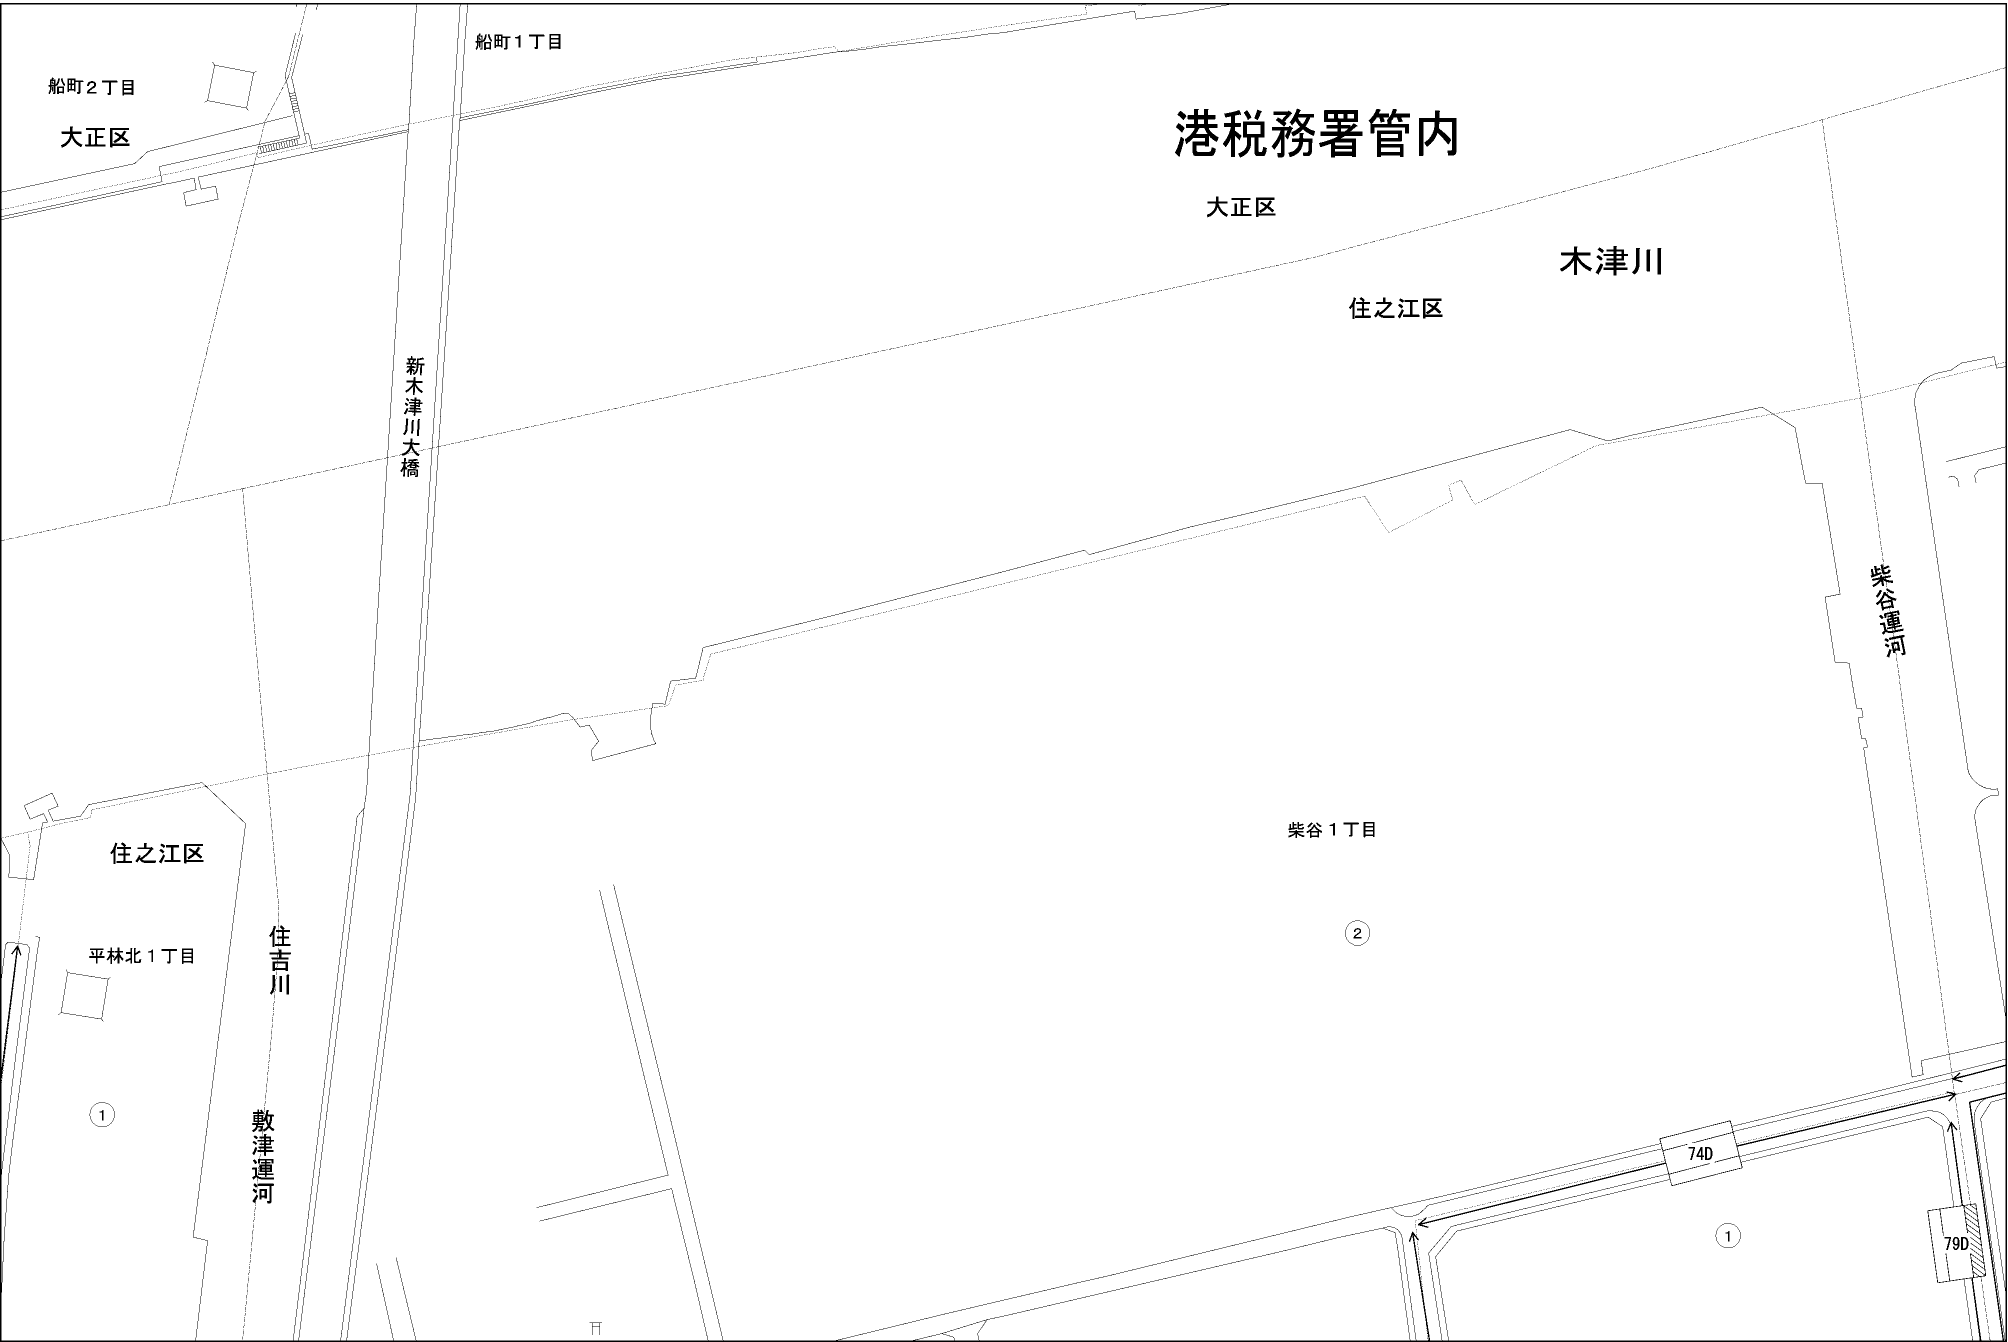 船町１丁目
船町２丁目
大正区
港税務署管内
大正区
木津川
住之江区
新木津川大橋
柴谷運河
柴谷１丁目
住之江区
②
住吉川
平林北１丁目
①
敷津運河
74D
①
79D